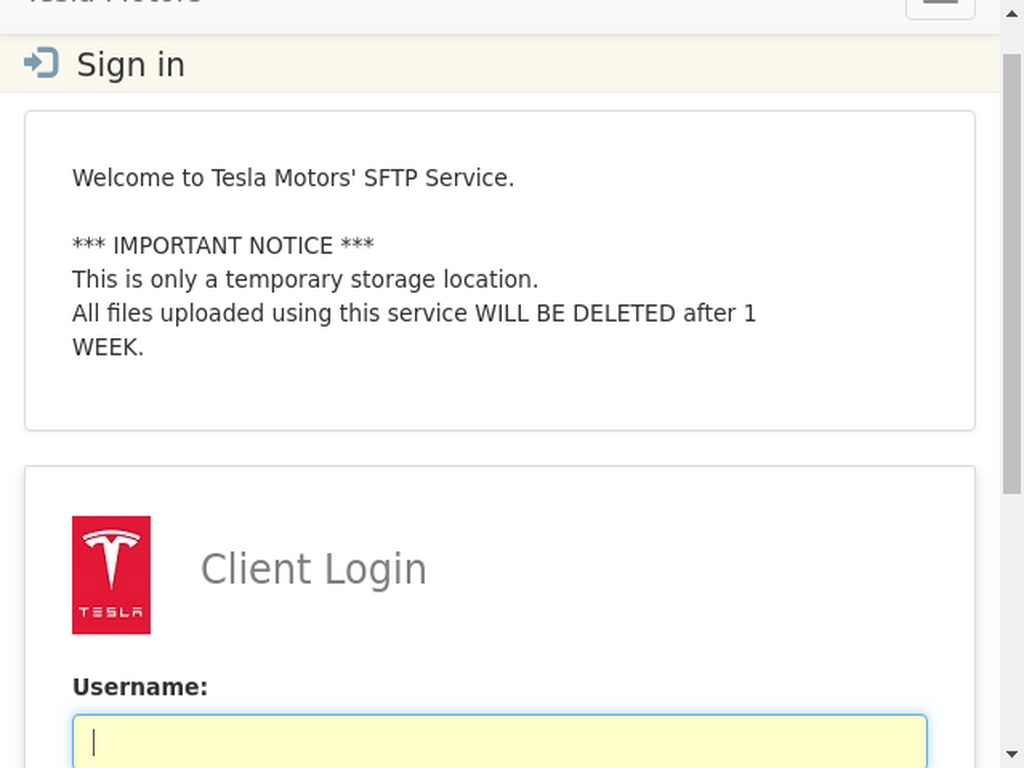 Tesla Motors
Sign in
Welcome to Tesla Motors' SFTP Service.
*** IMPORTANT NOTICE ***
This is only a temporary storage location.
All files uploaded using this service WILL BE DELETED after 1
WEEK.
TESLA
Client Login
Username: